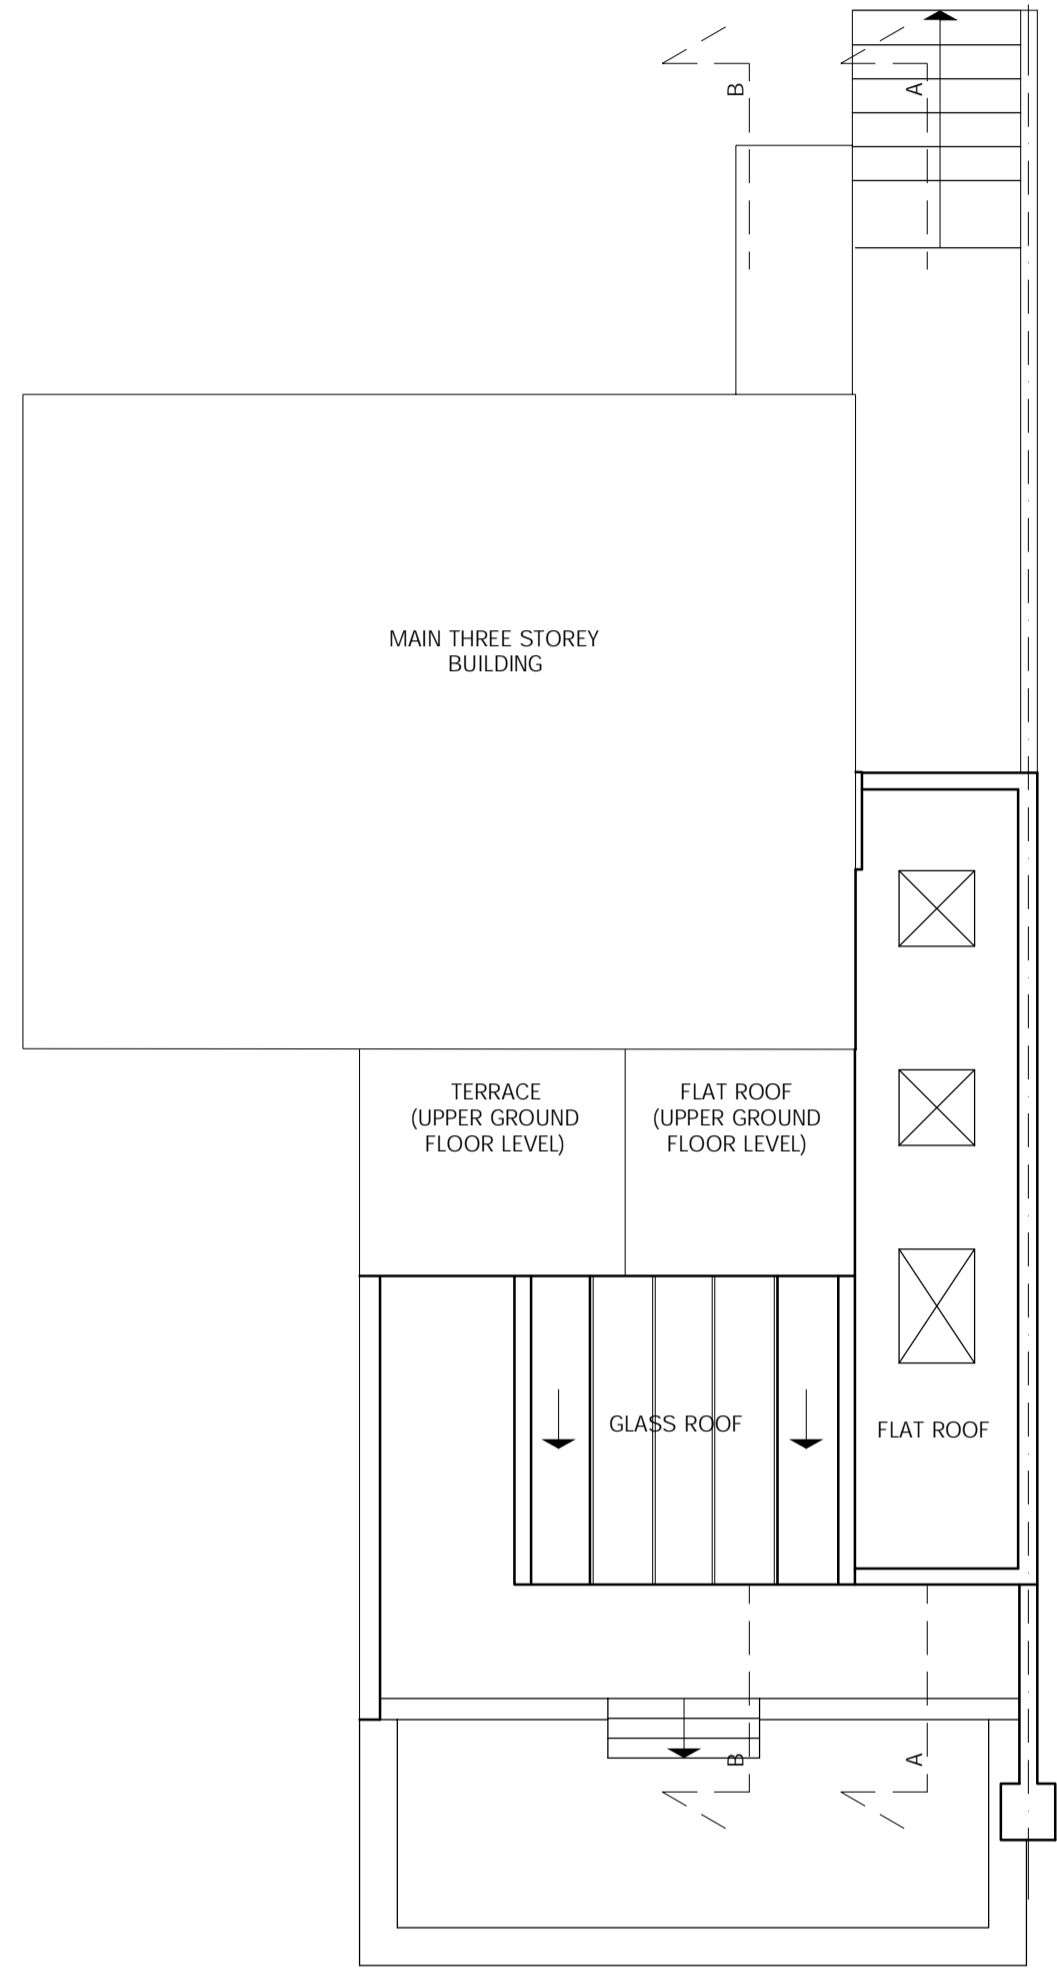 B
A
MAIN THREE STOREY
BUILDING
TERRACE
(UPPER GROUND
FLOOR LEVEL)
FLAT ROOF
(UPPER GROUND
FLOOR LEVEL)
GLASS ROOF
FLAT ROOF
B
A